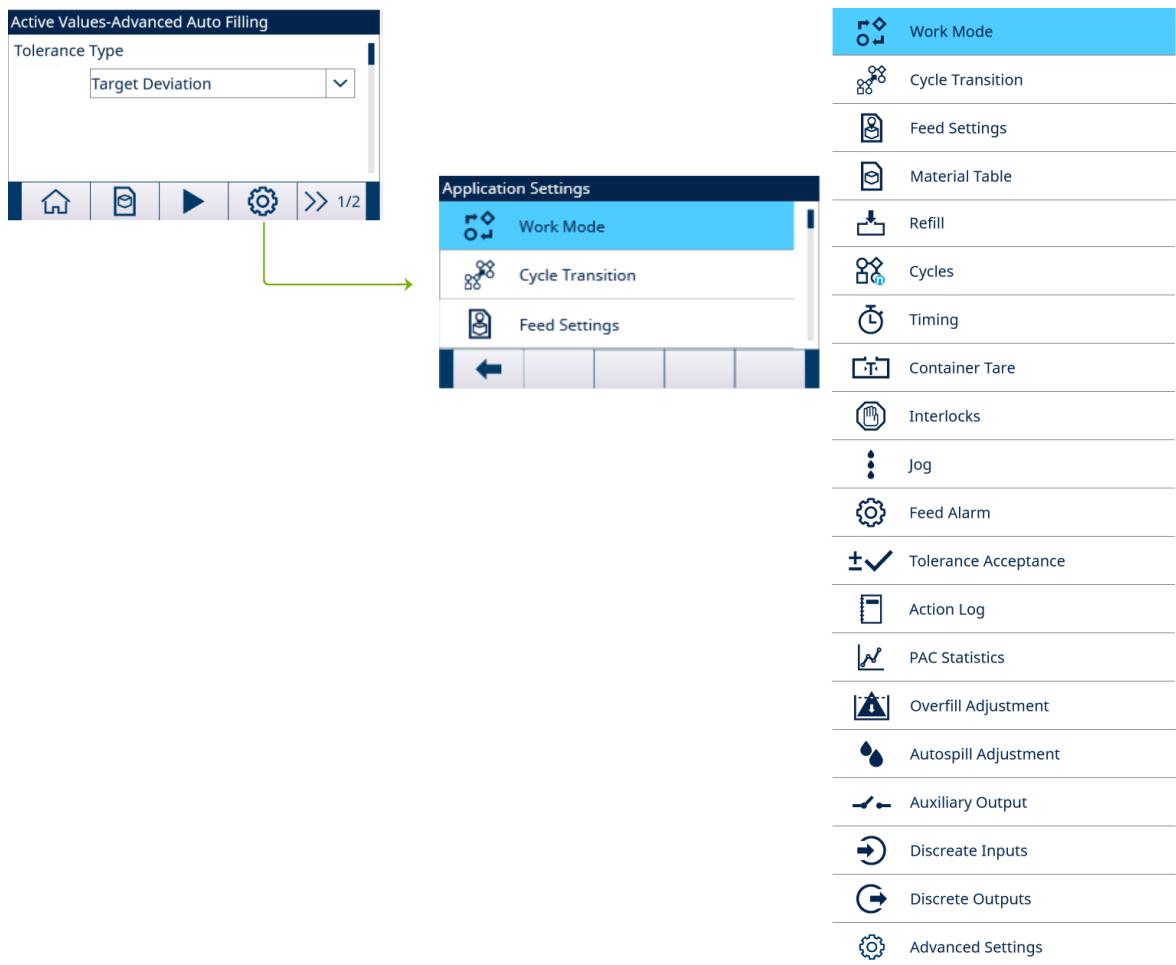 Active Values-Advanced Auto Filling
Tolerance Type
Target Deviation
1/2
Application Settings
Work Mode
Cycle Transition
Feed Settings
Work Mode
Cycle Transition
Feed Settings
Material Table
Refill
Cycles
Timing
Container Tare
Interlocks
Jog
Feed Alarm
Tolerance Acceptance
Action Log
PAC Statistics
Overfill Adjustment
Autospill Adjustment
Auxiliary Output
Discreate Inputs
Discrete Outputs
Advanced Settings